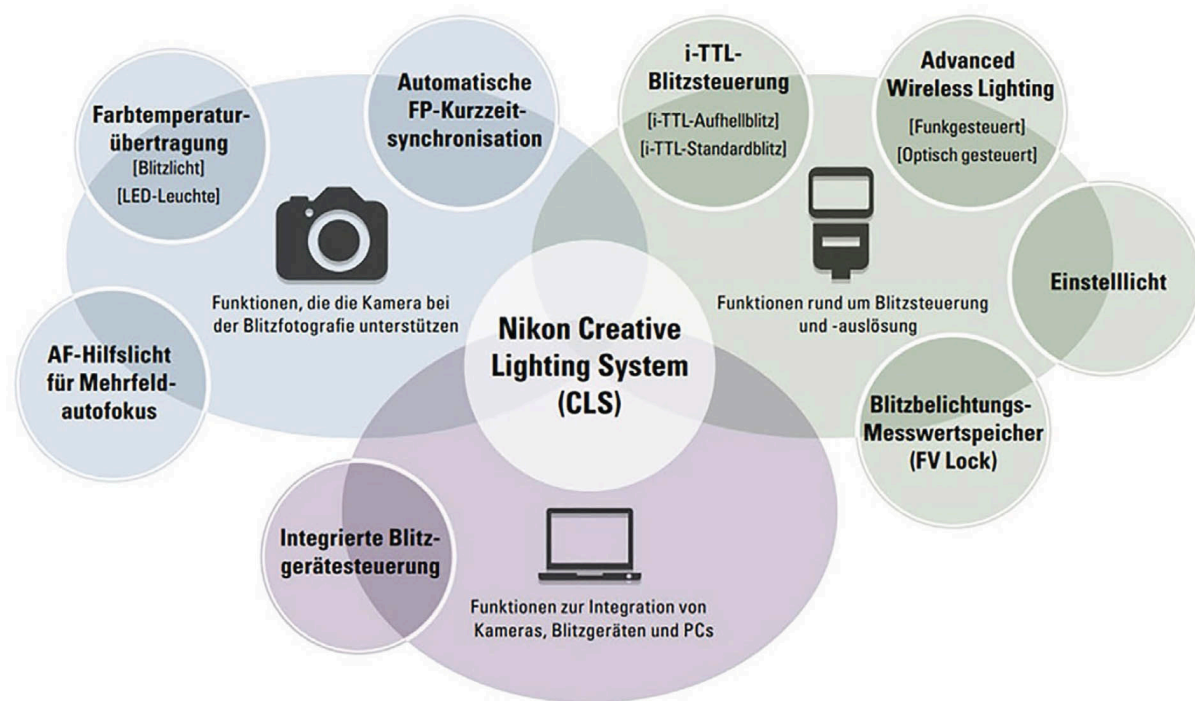 Farbtemperatur-
übertragung
[Blitzlicht]
[LED-Leuchte]
Automatische
FP-Kurzzeit-
synchronisation
i-TTL-
Blitzsteuerung
[i-TTL-Aufhellblitz]
[i-TTL-Standardblitz]
Advanced
Wireless Lighting
[Funkgesteuert]
[Optisch gesteuert]
Funktionen, die die Kamera bei
der Blitzfotografie unterstützen
Funktionen rund um Blitzsteuerung
und -auslösung
Einstelllicht
AF-Hilfslicht
für Mehrfeld-
autofokus
Nikon Creative
Lighting System
(CLS)
Blitzbelichtungs-
Messwertspeicher
(FV Lock)
Integrierte Blitz-
gerätesteuerung
Funktionen zur Integration von
Kameras, Blitzgeräten und PCs